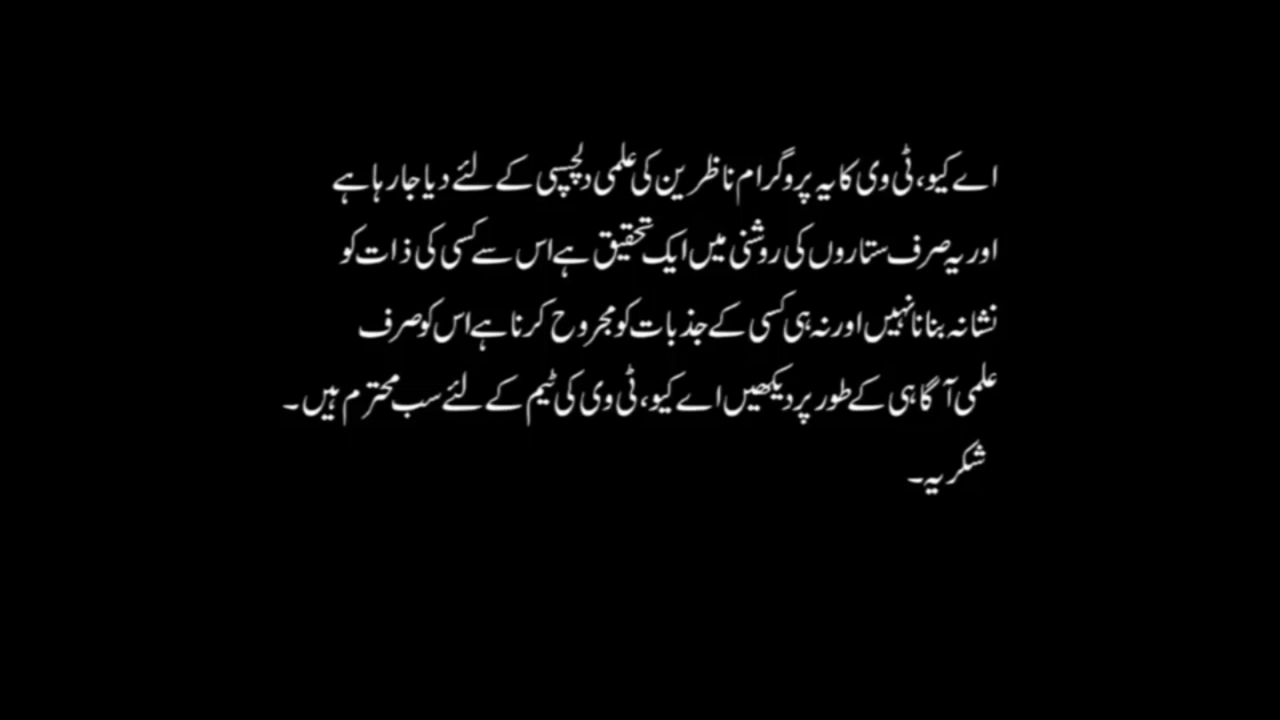 اے کیو، ٹی وی کا یہ پروگرام ناظرین کی علمی دلچسپی کے لئے دیا جا رہا ہے
اور یہ صرف ستاروں کی روشنی میں ایک تحقیق ہے اس سے کسی کی ذات کو
نشانہ بنانا نہیں اور نہ ہی کسی کے جذبات کو مجروح کرنا ہے اس کو صرف
علمی آگاہی کے طور پر دیکھیں اے کیو، ٹی وی کی ٹیم کے لئے سب محترم ہیں۔
شکریہ۔